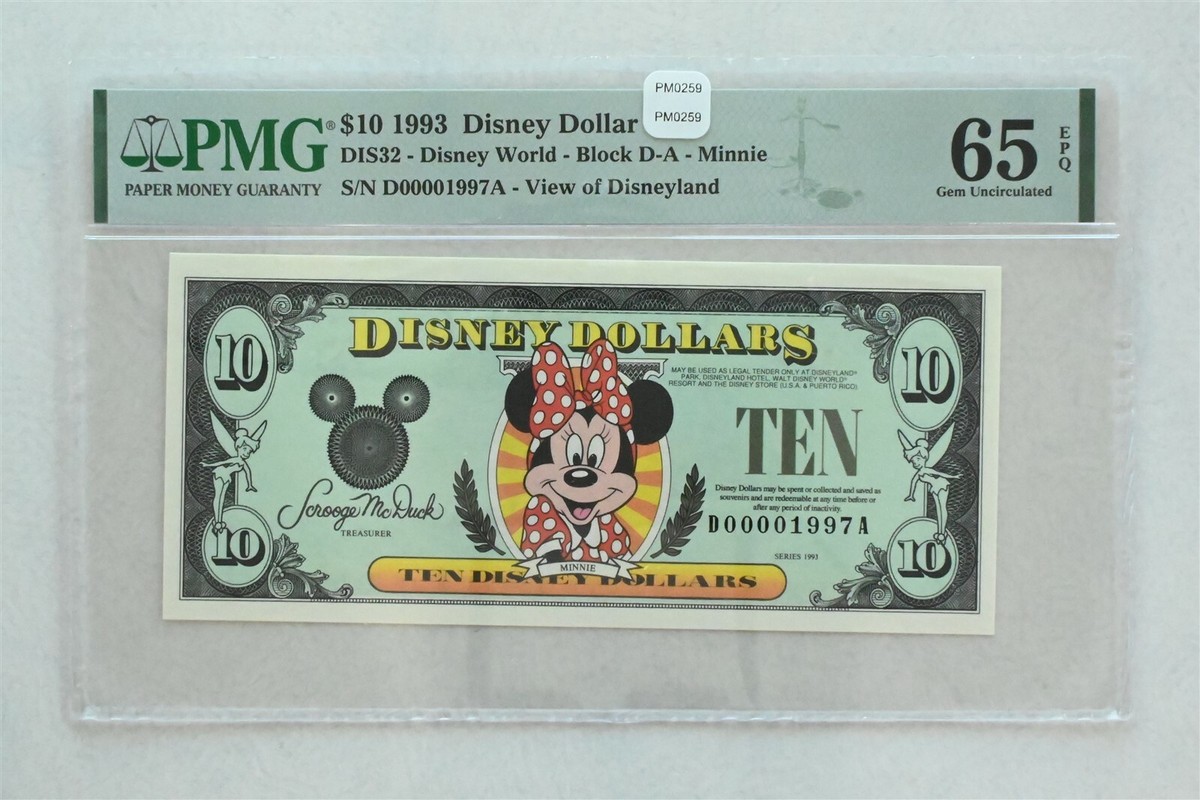 PM0259
PM0259
PMG®
PAPER MONEY GUARANTY
$10 1993 Disney Dollar
DIS32 - Disney World - Block D-A - Minnie
S/N D00001997A - View of Disneyland
65
EPQ
Gem Uncirculated
10
DISNEY DOLLARS
10
MAY BE USED AS LEGAL TENDER ONLY AT DISNEYLAND®
PARK, DISNEYLAND HOTEL, WALT DISNEY WORLD®
RESORT AND THE DISNEY STORE (U.S.A. & PUERTO RICO)
TEN
Disney Dollars may be spent or collected and saved as
souvenirs and are redeemable at any time before or
after any period of inactivity.
Scrooge McDuck
TREASURER
D00001997A
SERIES 1993
10
MINNIE
TEN DISNEY DOLLARS
10